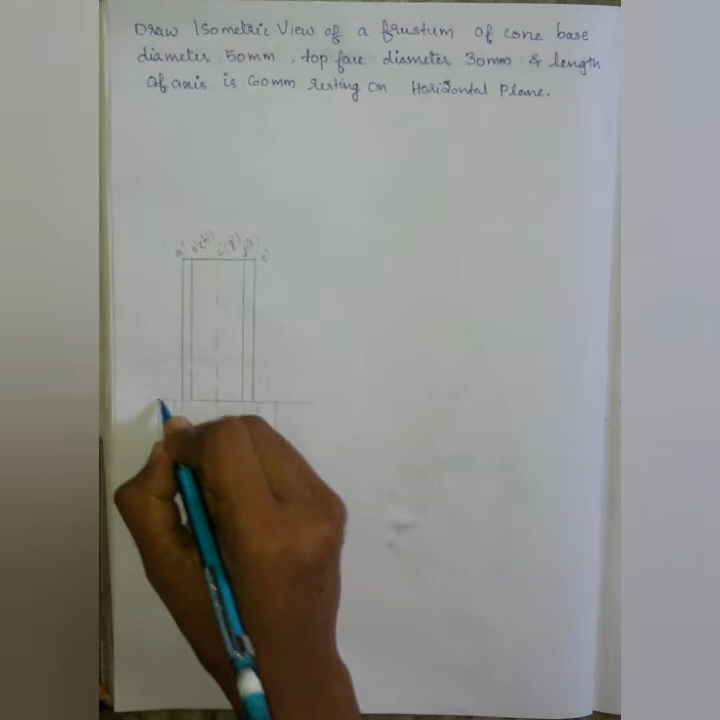 Draw Isometric View of a frustum of cone base
diameter 50mm , top face diameter 30mm & length
of axis is 60mm resting on Horizontal Plane.
a' b'(h') c'(g') e'